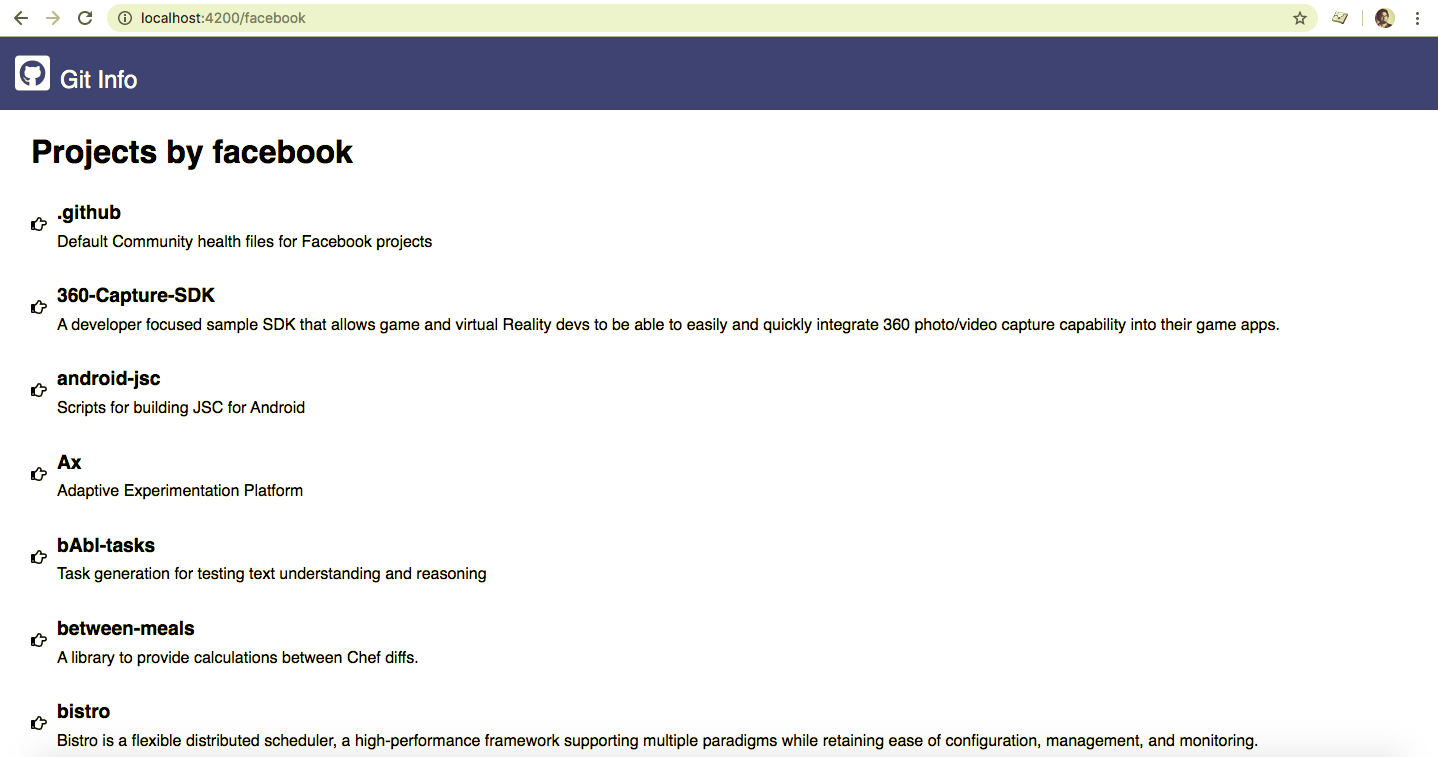 localhost:4200/facebook
Git Info
Projects by facebook
.github
Default Community health files for Facebook projects
360-Capture-SDK
A developer focused sample SDK that allows game and virtual Reality devs to be able to easily and quickly integrate 360 photo/video capture capability into their game apps.
android-jsc
Scripts for building JSC for Android
Ax
Adaptive Experimentation Platform
bAbI-tasks
Task generation for testing text understanding and reasoning
between-meals
A library to provide calculations between Chef diffs.
bistro
Bistro is a flexible distributed scheduler, a high-performance framework supporting multiple paradigms while retaining ease of configuration, management, and monitoring.